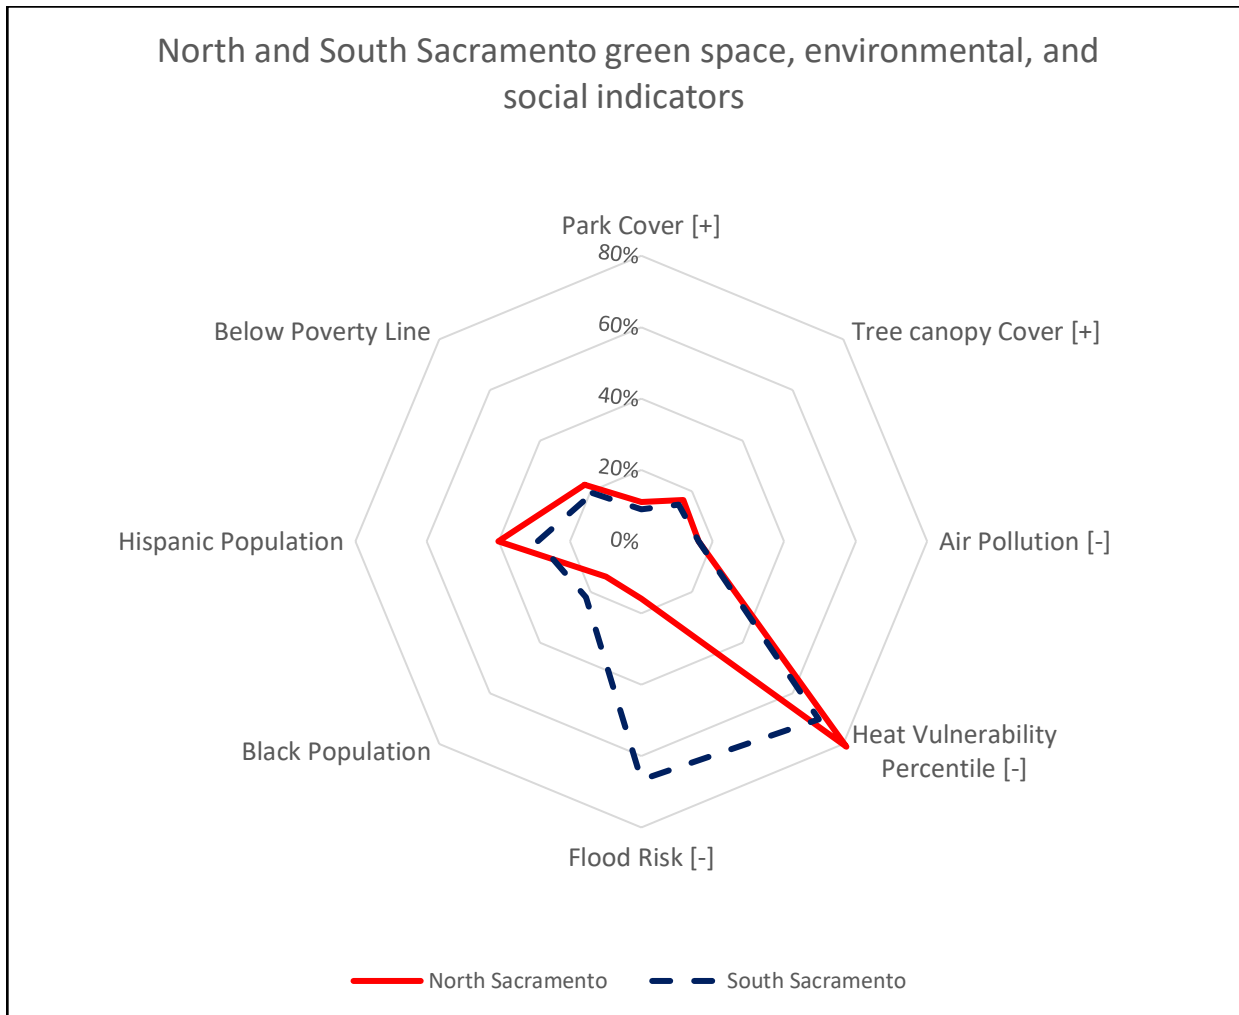 North and South Sacramento green space, environmental, and
social indicators
Park Cover [+]
80%
60%
40%
20%
0%
Below Poverty Line
Tree canopy Cover [+]
Hispanic Population
Air Pollution [-]
Black Population
Heat Vulnerability
Percentile [-]
Flood Risk [-]
North Sacramento
South Sacramento